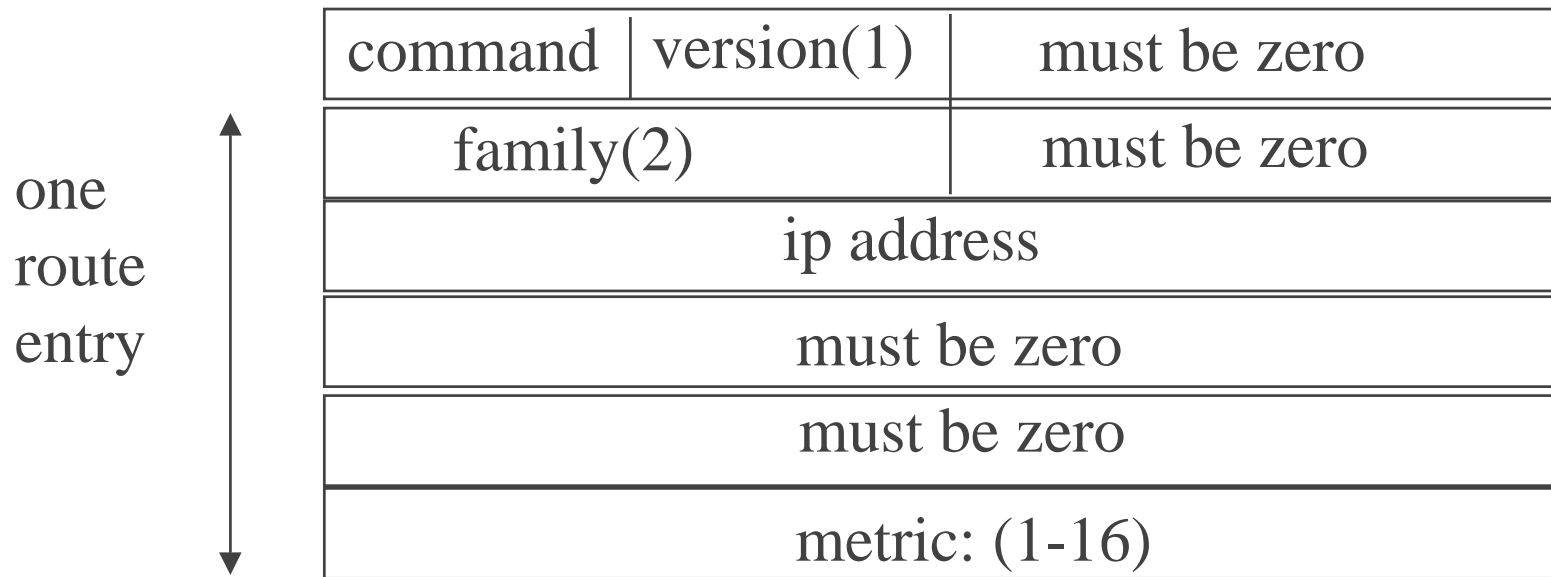 command version(1) must be zero
family(2) must be zero
one
route
entry
ip address
must be zero
must be zero
metric: (1-16)